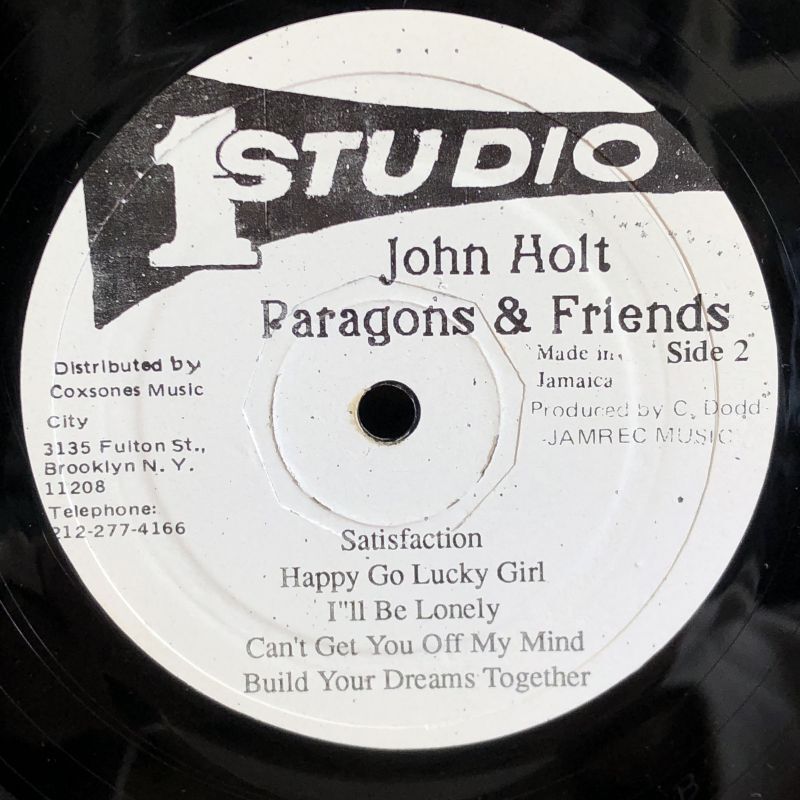 1 STUDIO
John Holt
Paragons & Friends
Side 2
Made in
Jamaica
Produced by C. Dodd
JAMREC MUSIC
Distributed by
Coxsones Music
City
3135 Fulton St.,
Brooklyn N. Y.
11208
Telephone:
212-277-4166
Satisfaction
Happy Go Lucky Girl
I"ll Be Lonely
Can't Get You Off My Mind
Build Your Dreams Together
B